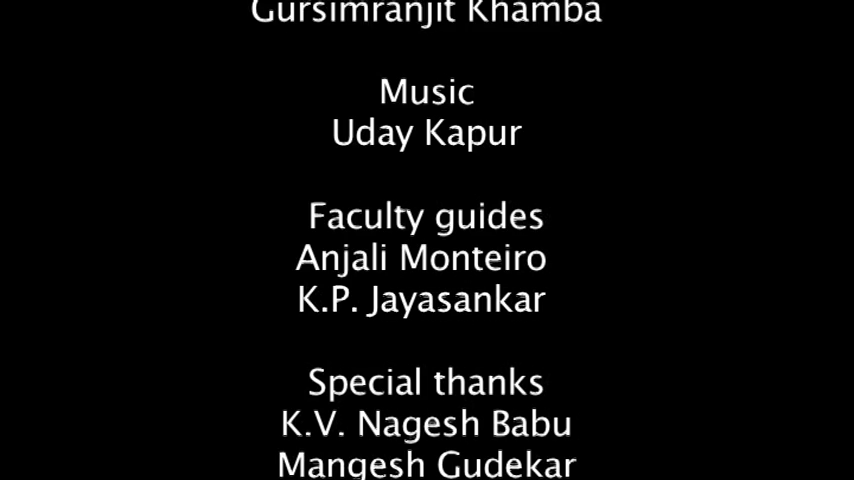 Gursimranjit Khamba
Music
Uday Kapur
Faculty guides
Anjali Monteiro
K.P. Jayasankar
Special thanks
K.V. Nagesh Babu
Mangesh Gudekar